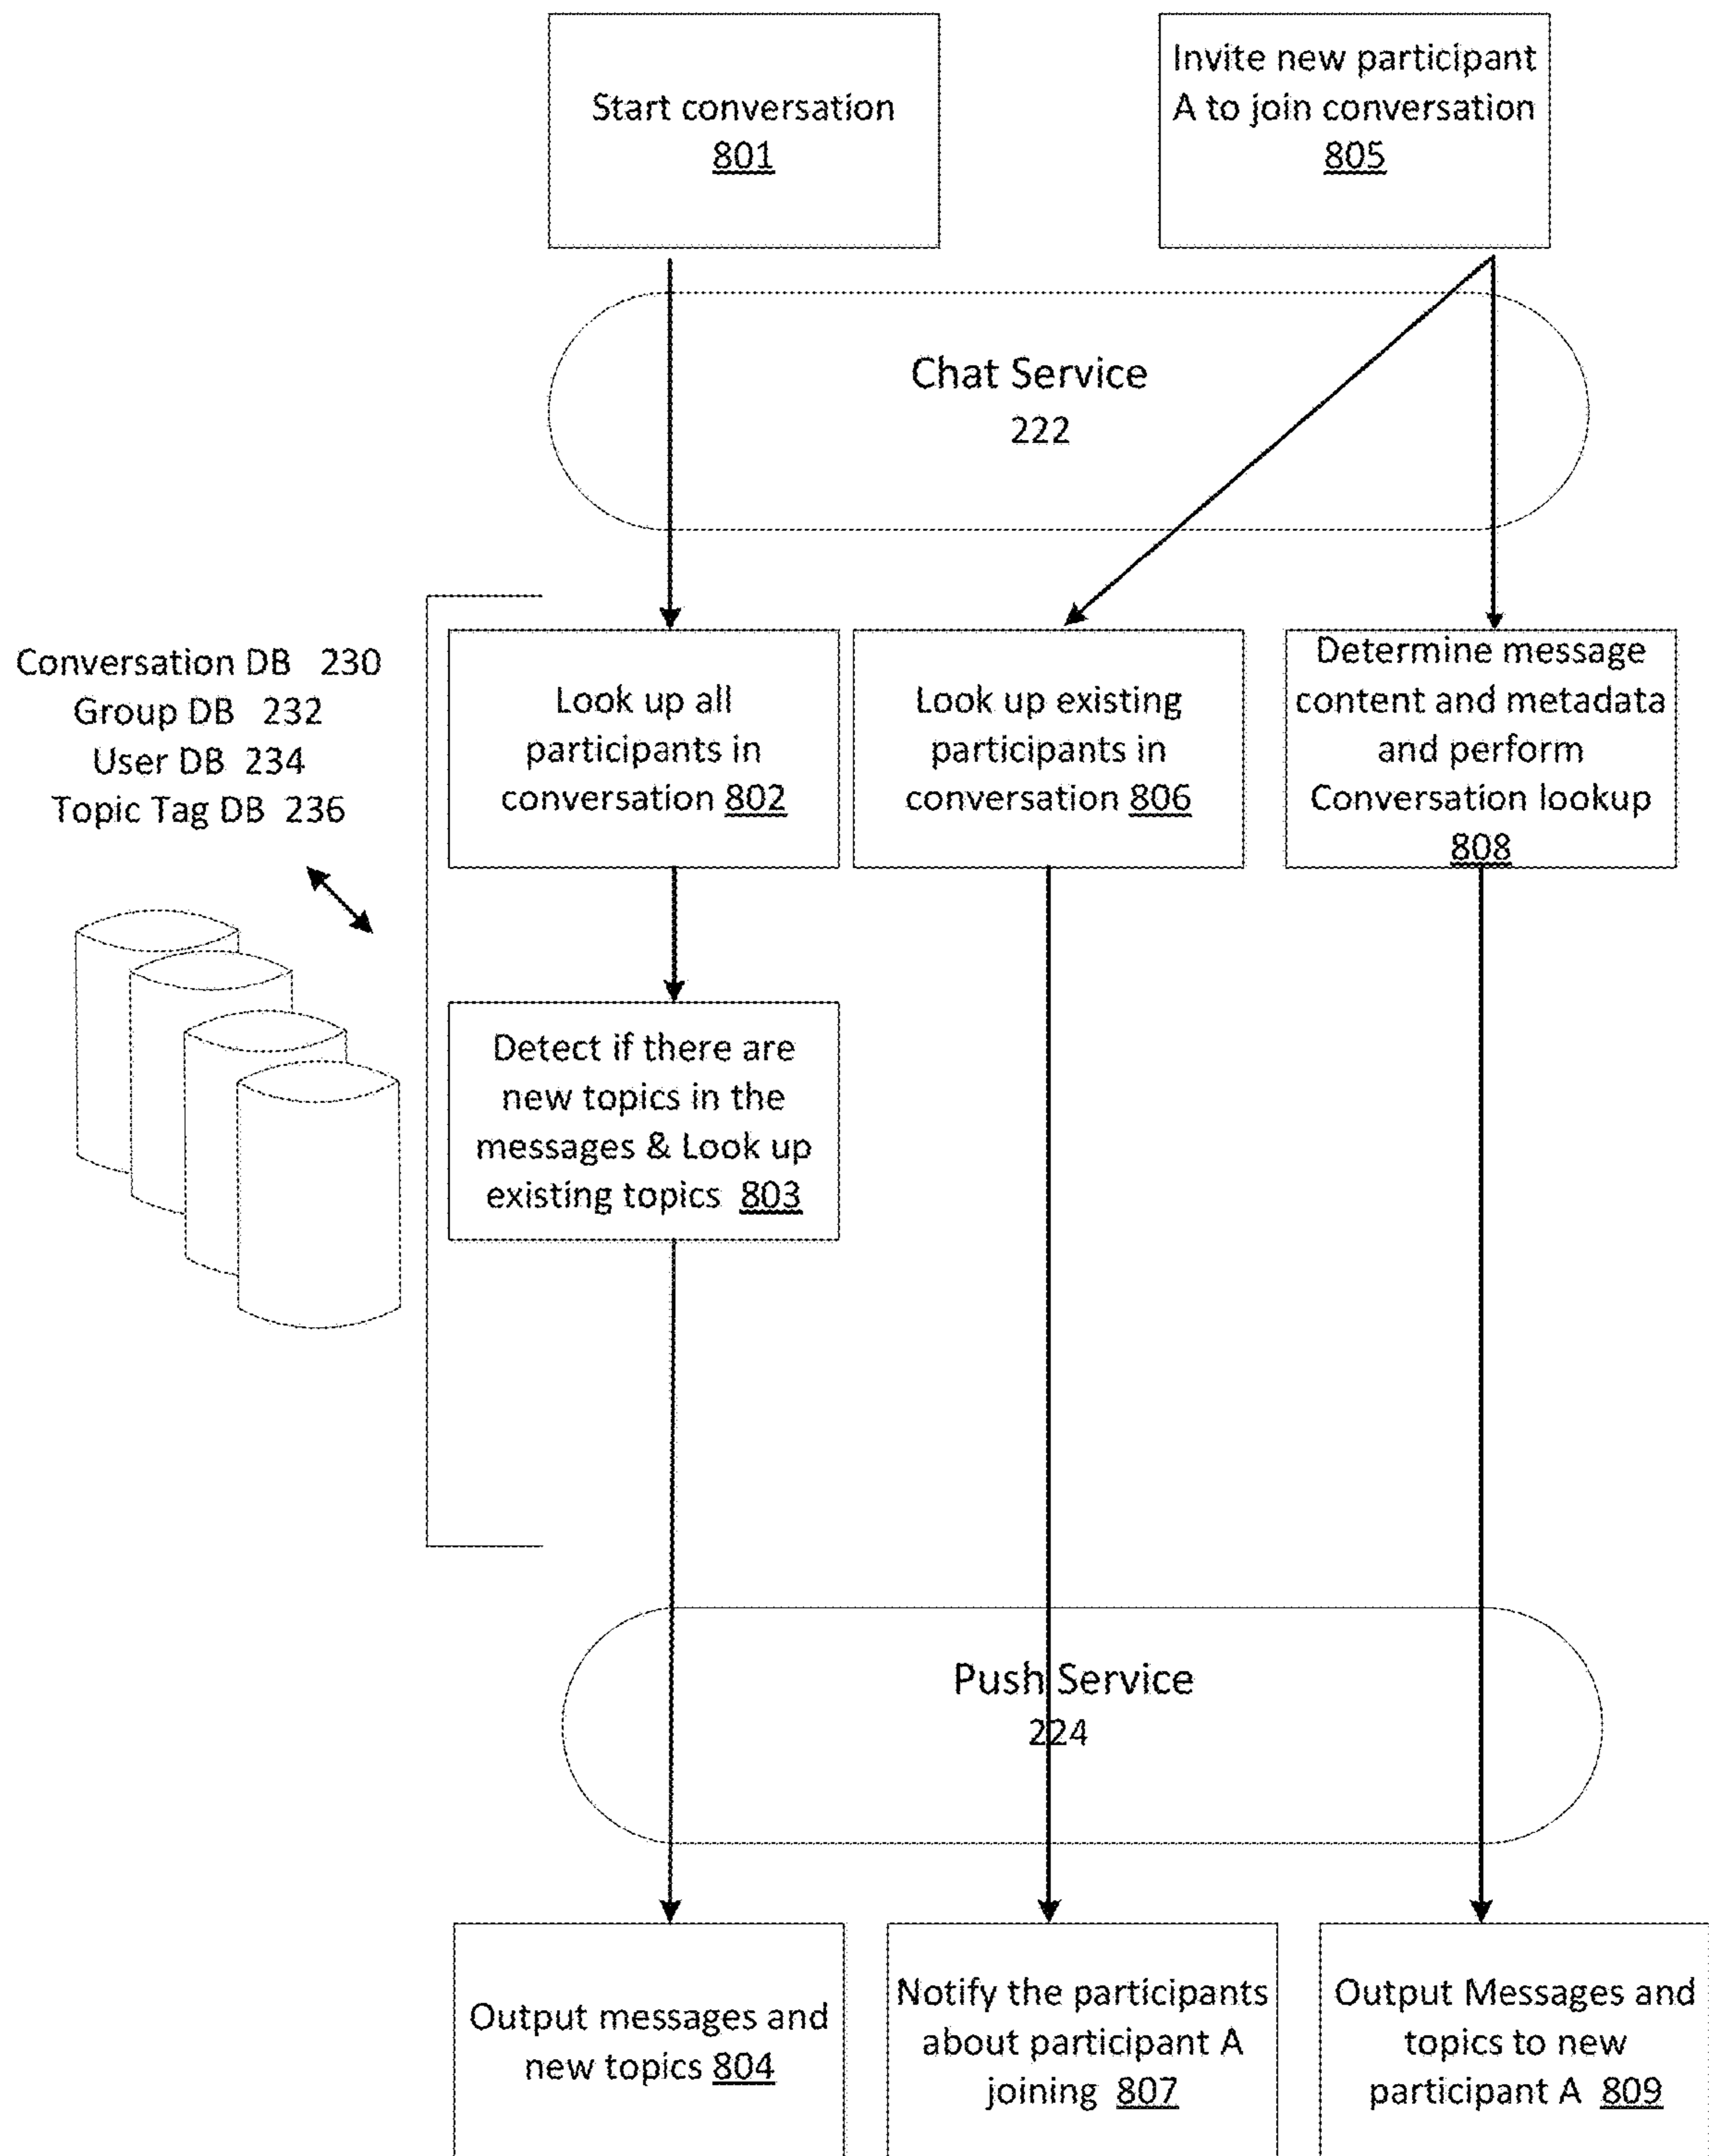 Start conversation
801
Invite new participant
A to join conversation
805
Chat Service
222
Conversation DB 230
Group DB 232
User DB 234
Topic Tag DB 236
Look up all
participants in
conversation 802
Look up existing
participants in
conversation 806
Determine message
content and metadata
and perform
Conversation lookup
808
Detect if there are
new topics in the
messages & Look up
existing topics 803
Push Service
224
Output messages and
new topics 804
Notify the participants
about participant A
joining 807
Output Messages and
topics to new
participant A 809